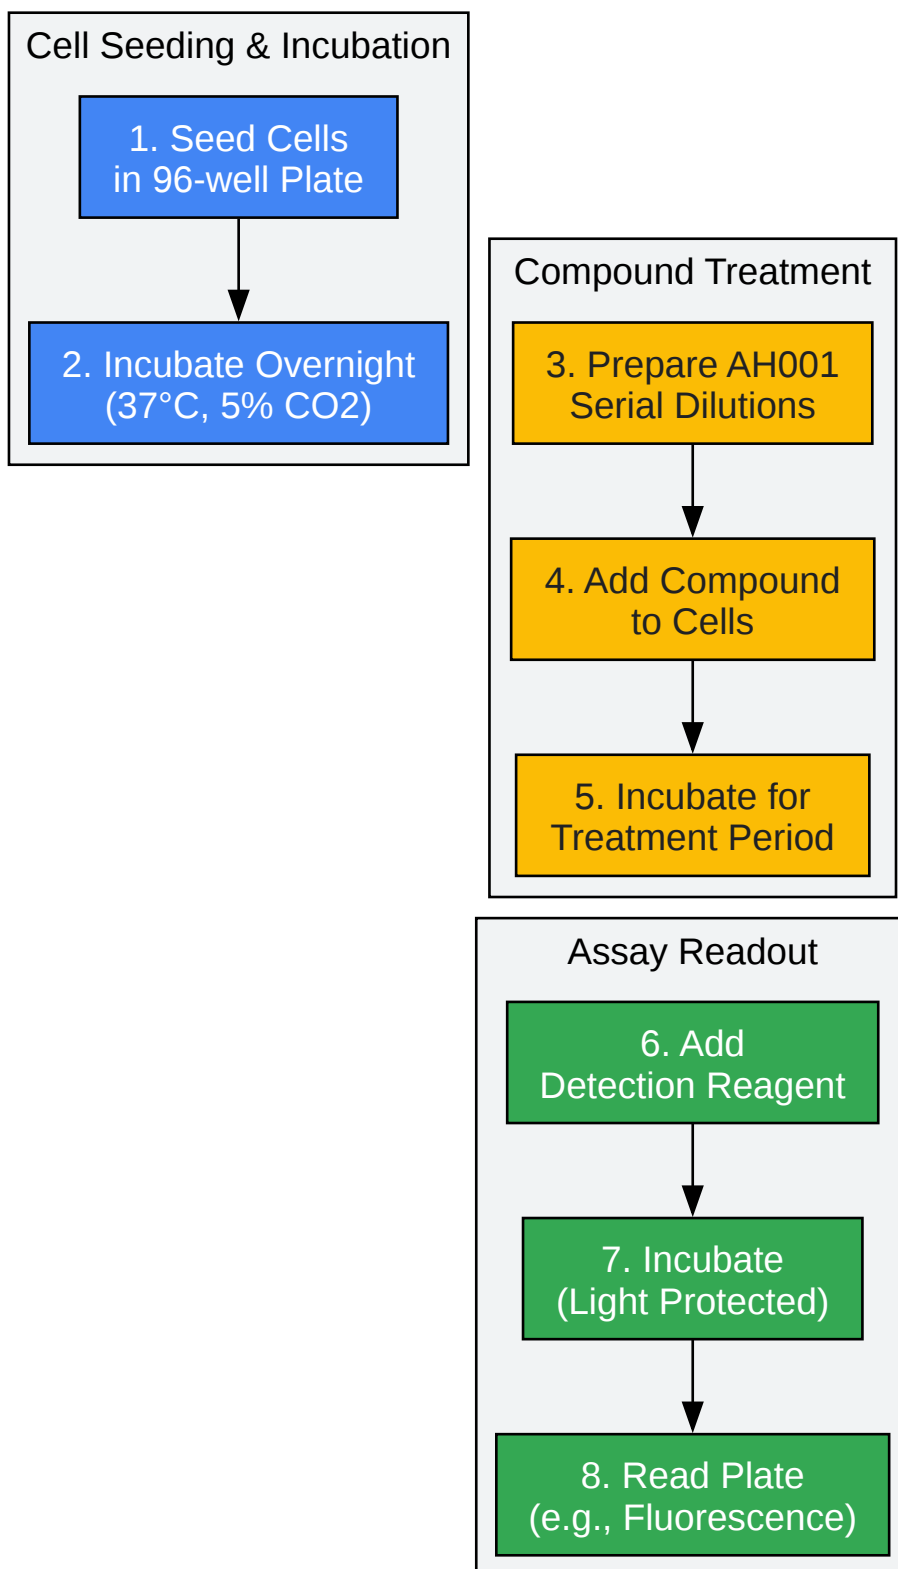 Cell Seeding & Incubation
1. Seed Cells
in 96-well Plate
2. Incubate Overnight
(37°C, 5% CO2)
Compound Treatment
3. Prepare AH001
Serial Dilutions
4. Add Compound
to Cells
5. Incubate for
Treatment Period
Assay Readout
6. Add
Detection Reagent
7. Incubate
(Light Protected)
8. Read Plate
(e.g., Fluorescence)